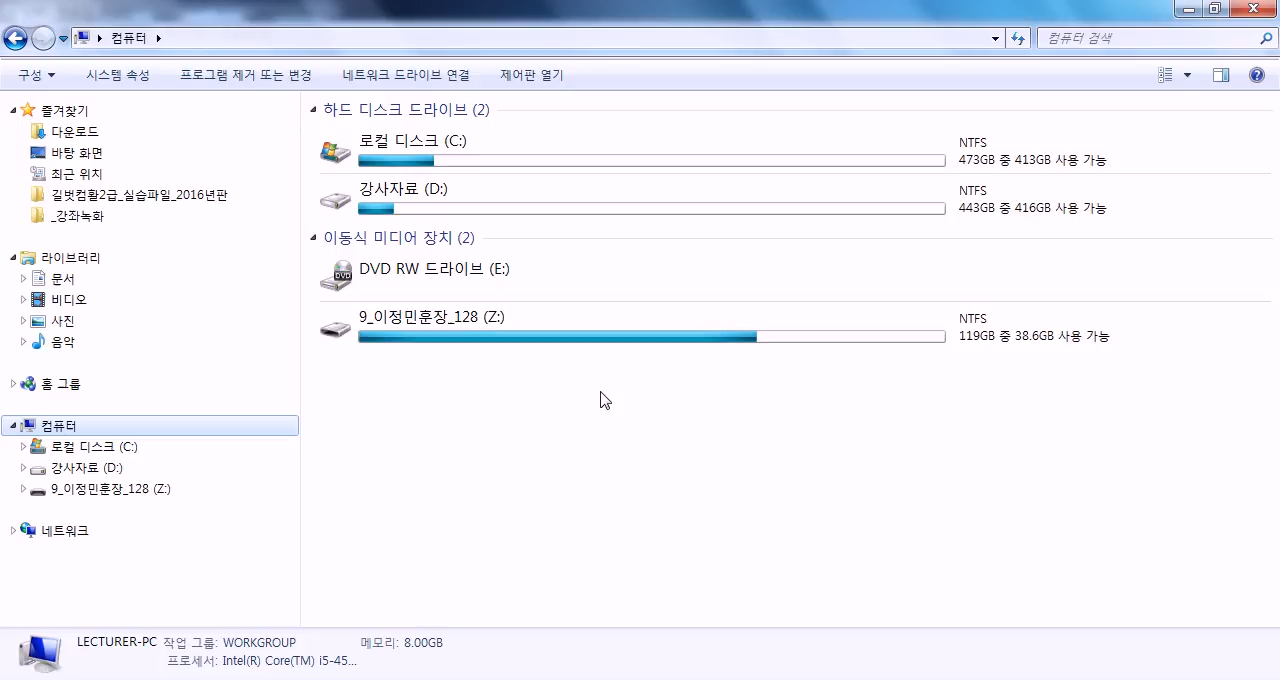 컴퓨터
컴퓨터 검색
구성 시스템 속성 프로그램 제거 또는 변경 네트워크 드라이브 연결 제어판 열기
즐겨찾기
다운로드
바탕 화면
최근 위치
길벗컴활2급_실습파일_2016년판
_강좌녹화
라이브러리
문서
비디오
사진
음악
홈 그룹
컴퓨터
로컬 디스크 (C:)
강사자료 (D:)
9_이정민훈장_128 (Z:)
네트워크
하드 디스크 드라이브 (2)
로컬 디스크 (C:)
NTFS
473GB 중 413GB 사용 가능
강사자료 (D:)
NTFS
443GB 중 416GB 사용 가능
이동식 미디어 장치 (2)
DVD
DVD RW 드라이브 (E:)
9_이정민훈장_128 (Z:)
NTFS
119GB 중 38.6GB 사용 가능
LECTURER-PC 작업 그룹: WORKGROUP 메모리: 8.00GB
프로세서: Intel(R) Core(TM) i5-45...